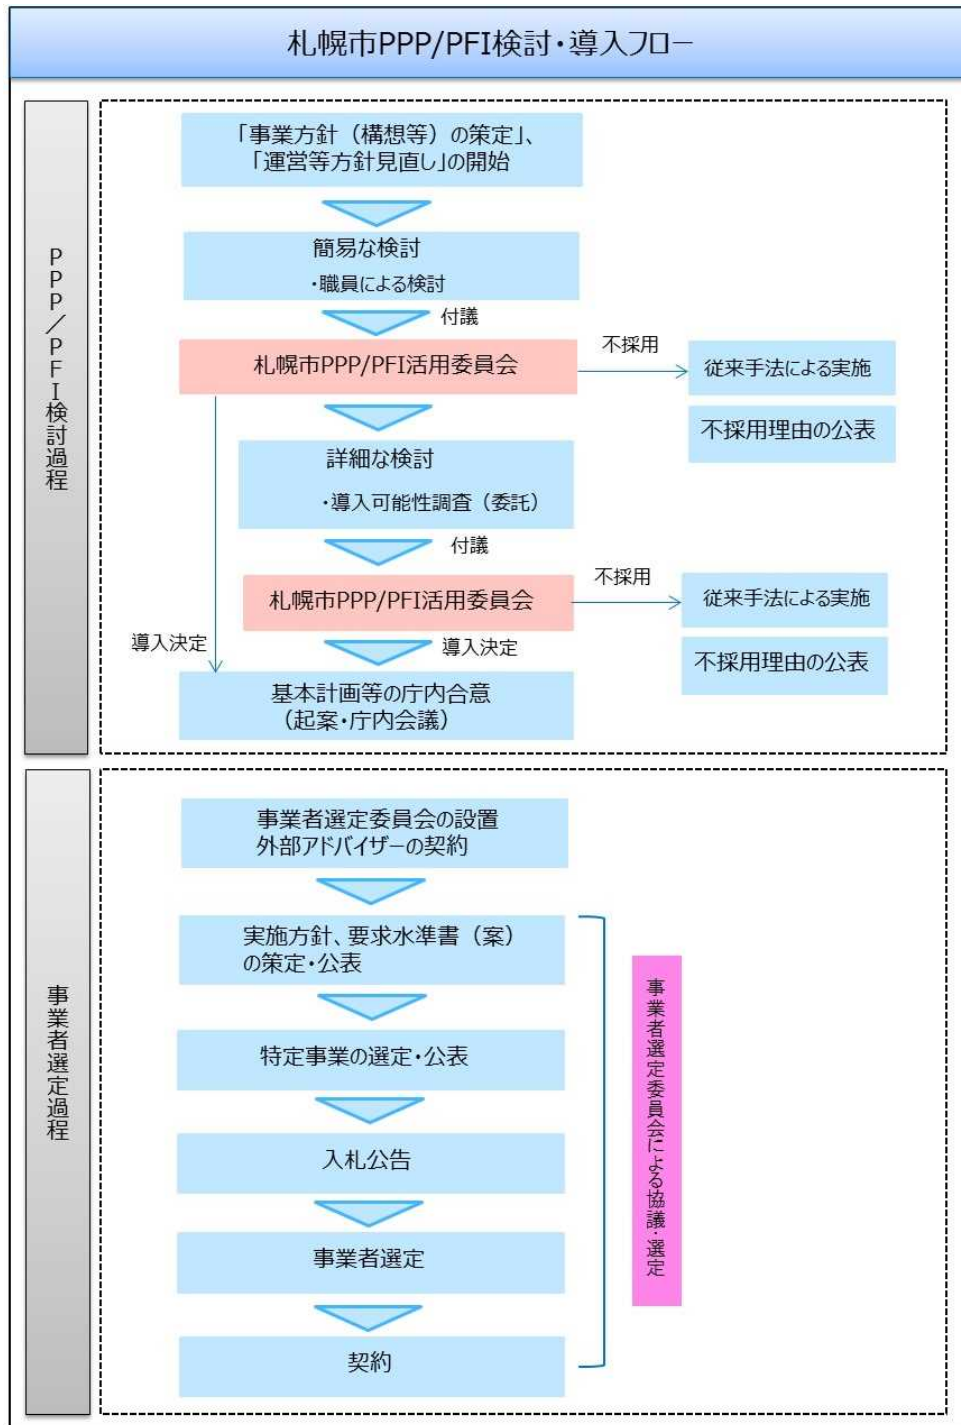 札幌市PPP/PFI検討・導入フロー
PPP/PFI検討過程
「事業方針（構想等）の策定」、
「運営等方針見直し」の開始
簡易な検討
・職員による検討
付議
札幌市PPP/PFI活用委員会
不採用
従来手法による実施
不採用理由の公表
詳細な検討
・導入可能性調査（委託）
付議
札幌市PPP/PFI活用委員会
不採用
従来手法による実施
不採用理由の公表
導入決定
導入決定
基本計画等の庁内合意
（起案・庁内会議）
事業者選定過程
事業者選定委員会の設置
外部アドバイザーの契約
実施方針、要求水準書（案）
の策定・公表
特定事業の選定・公表
入札公告
事業者選定
契約
事業者選定委員会による協議・選定